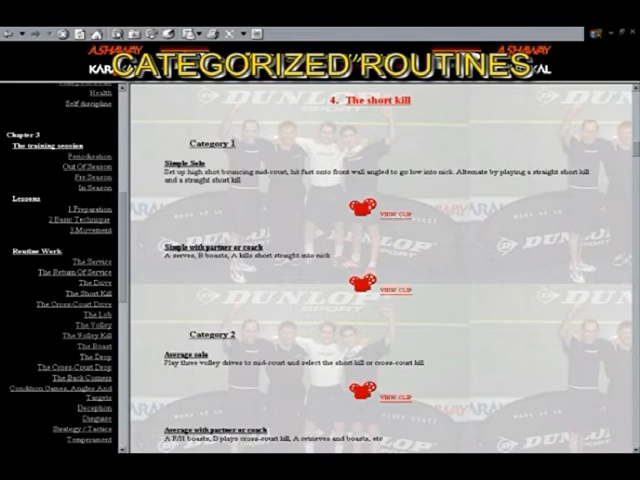 ASHAWAY
ASHAWAY
CATEGORIZED ROUTINES
Health
Self discipline
Chapter 3
The training session
Periodisation
Out Of Season
Pre Season
In Season
Lessons
1.Preparation
2.Basic Technique
3.Movement
Routine Work
The Service
The Return Of Service
The Drive
The Short Kill
The Cross-Court Drive
The Lob
The Volley
The Volley Kill
The Boast
The Drop
The Cross-Court Drop
The Back Corners
Condition Games, Angles And
Targets
Deception
Disguise
Strategy / Tactics
Temperament
4. The short kill
Category 1
Simple Solo
Set up high shot bouncing mid-court, hit fast onto front wall angled to go low into nick. Alternate by playing a straight short kill
and a straight short kill
VIEW CLIP
Simple with partner or coach
A serves, B boasts, A kills short straight into nick
VIEW CLIP
Category 2
Average solo
Play three volley drives to mid-court and select the short kill or cross-court kill
VIEW CLIP
Average with partner or coach
A F/H boasts, B plays cross-court kill, A retrieves and boasts, etc
DUNLOP
SPORT
DUNLOP
SPORT